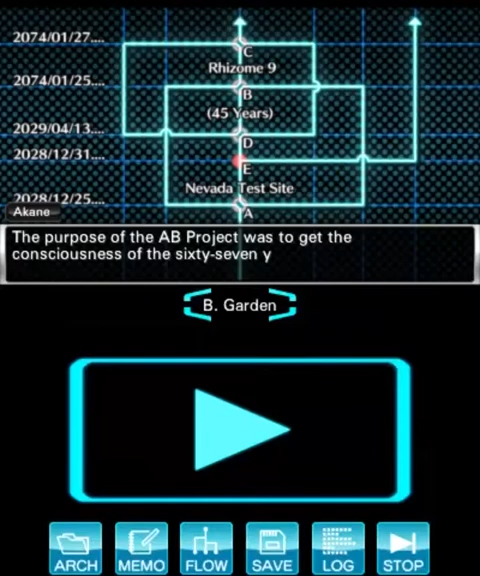 2074/01/27....
C
Rhizome 9
2074/01/25....
B
(45 Years)
2029/04/13....
D
2028/12/31....
E
Nevada Test Site
2028/12/25....
A
Akane
The purpose of the AB Project was to get the
consciousness of the sixty-seven y
B. Garden
ARCH MEMO FLOW SAVE LOG STOP